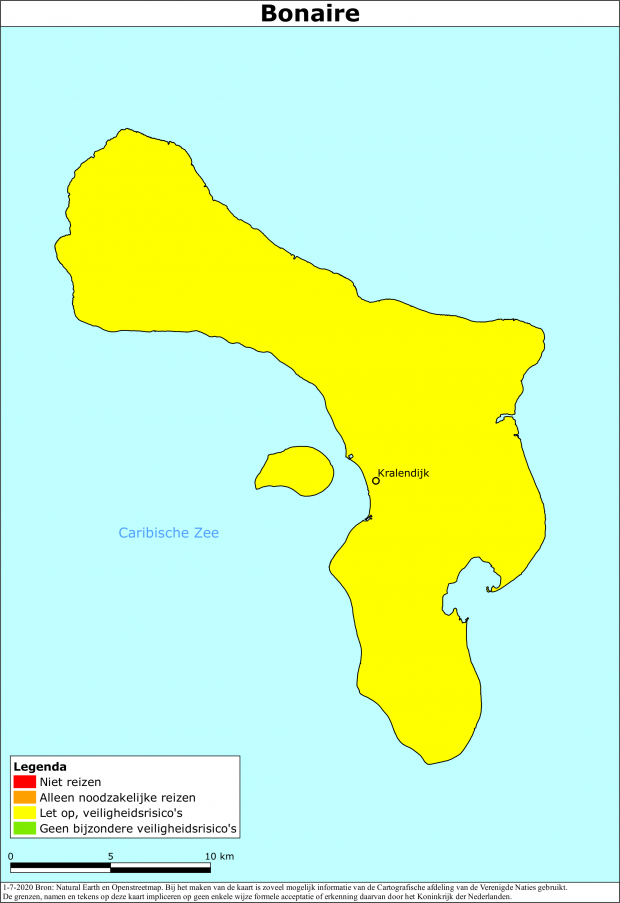 Bonaire
Kralendijk
Caribische Zee
Legenda
Niet reizen
Alleen noodzakelijke reizen
Let op, veiligheidsrisico's
Geen bijzondere veiligheidsrisico's
0 5 10 km
1-7-2020 Bron: Natural Earth en Openstreetmap. Bij het maken van de kaart is zoveel mogelijk informatie van de Cartografische afdeling van de Verenigde Naties gebruikt.
De grenzen, namen en tekens op deze kaart impliceren op geen enkele wijze formele acceptatie of erkenning daarvan door het Koninkrijk der Nederlanden.